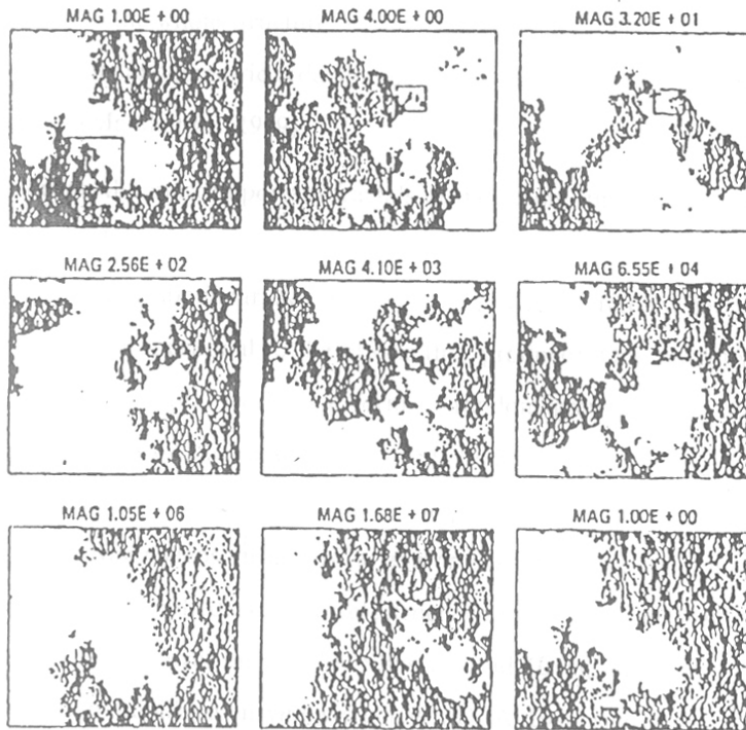 MAG 1.00E + 00
MAG 4.00E + 00
MAG 3.20E + 01
MAG 2.56E + 02
MAG 4.10E + 03
MAG 6.55E + 04
MAG 1.05E + 06
MAG 1.68E + 07
MAG 1.00E + 00